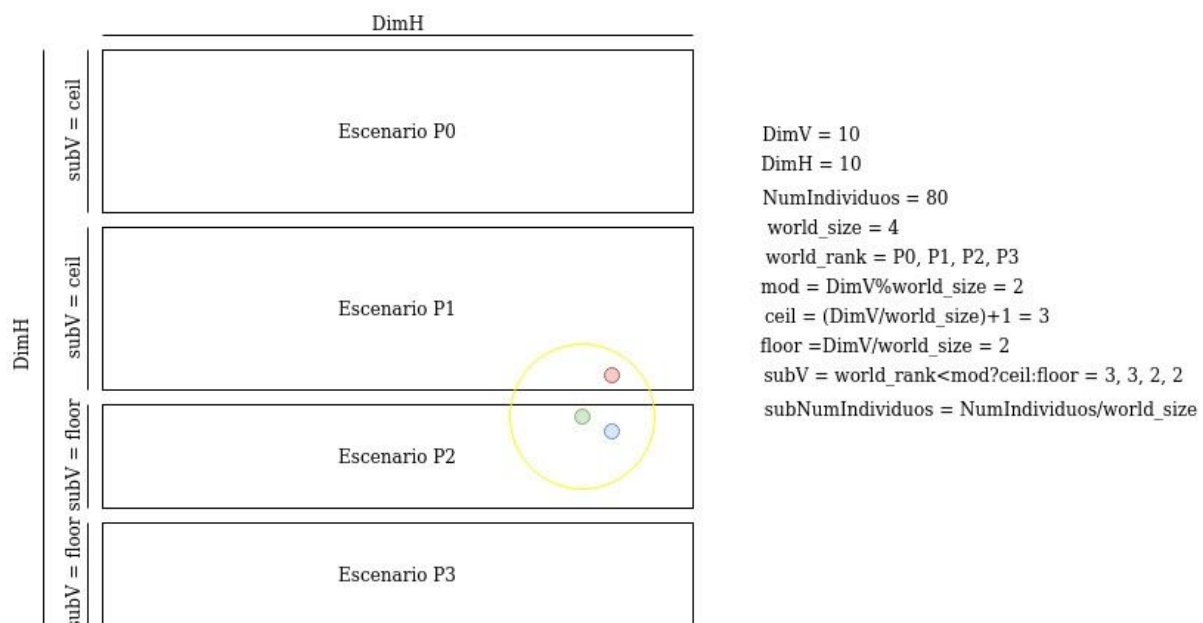 DimH
DimH
subV = ceil
Escenario P0
subV = ceil
Escenario P1
subV = floor
Escenario P2
subV = floor
Escenario P3
DimV = 10
DimH = 10
NumIndividuos = 80
world_size = 4
world_rank = P0, P1, P2, P3
mod = DimV%world_size = 2
ceil = (DimV/world_size)+1 = 3
floor =DimV/world_size = 2
subV = world_rank<mod?ceil:floor = 3, 3, 2, 2
subNumIndividuos = NumIndividuos/world_size